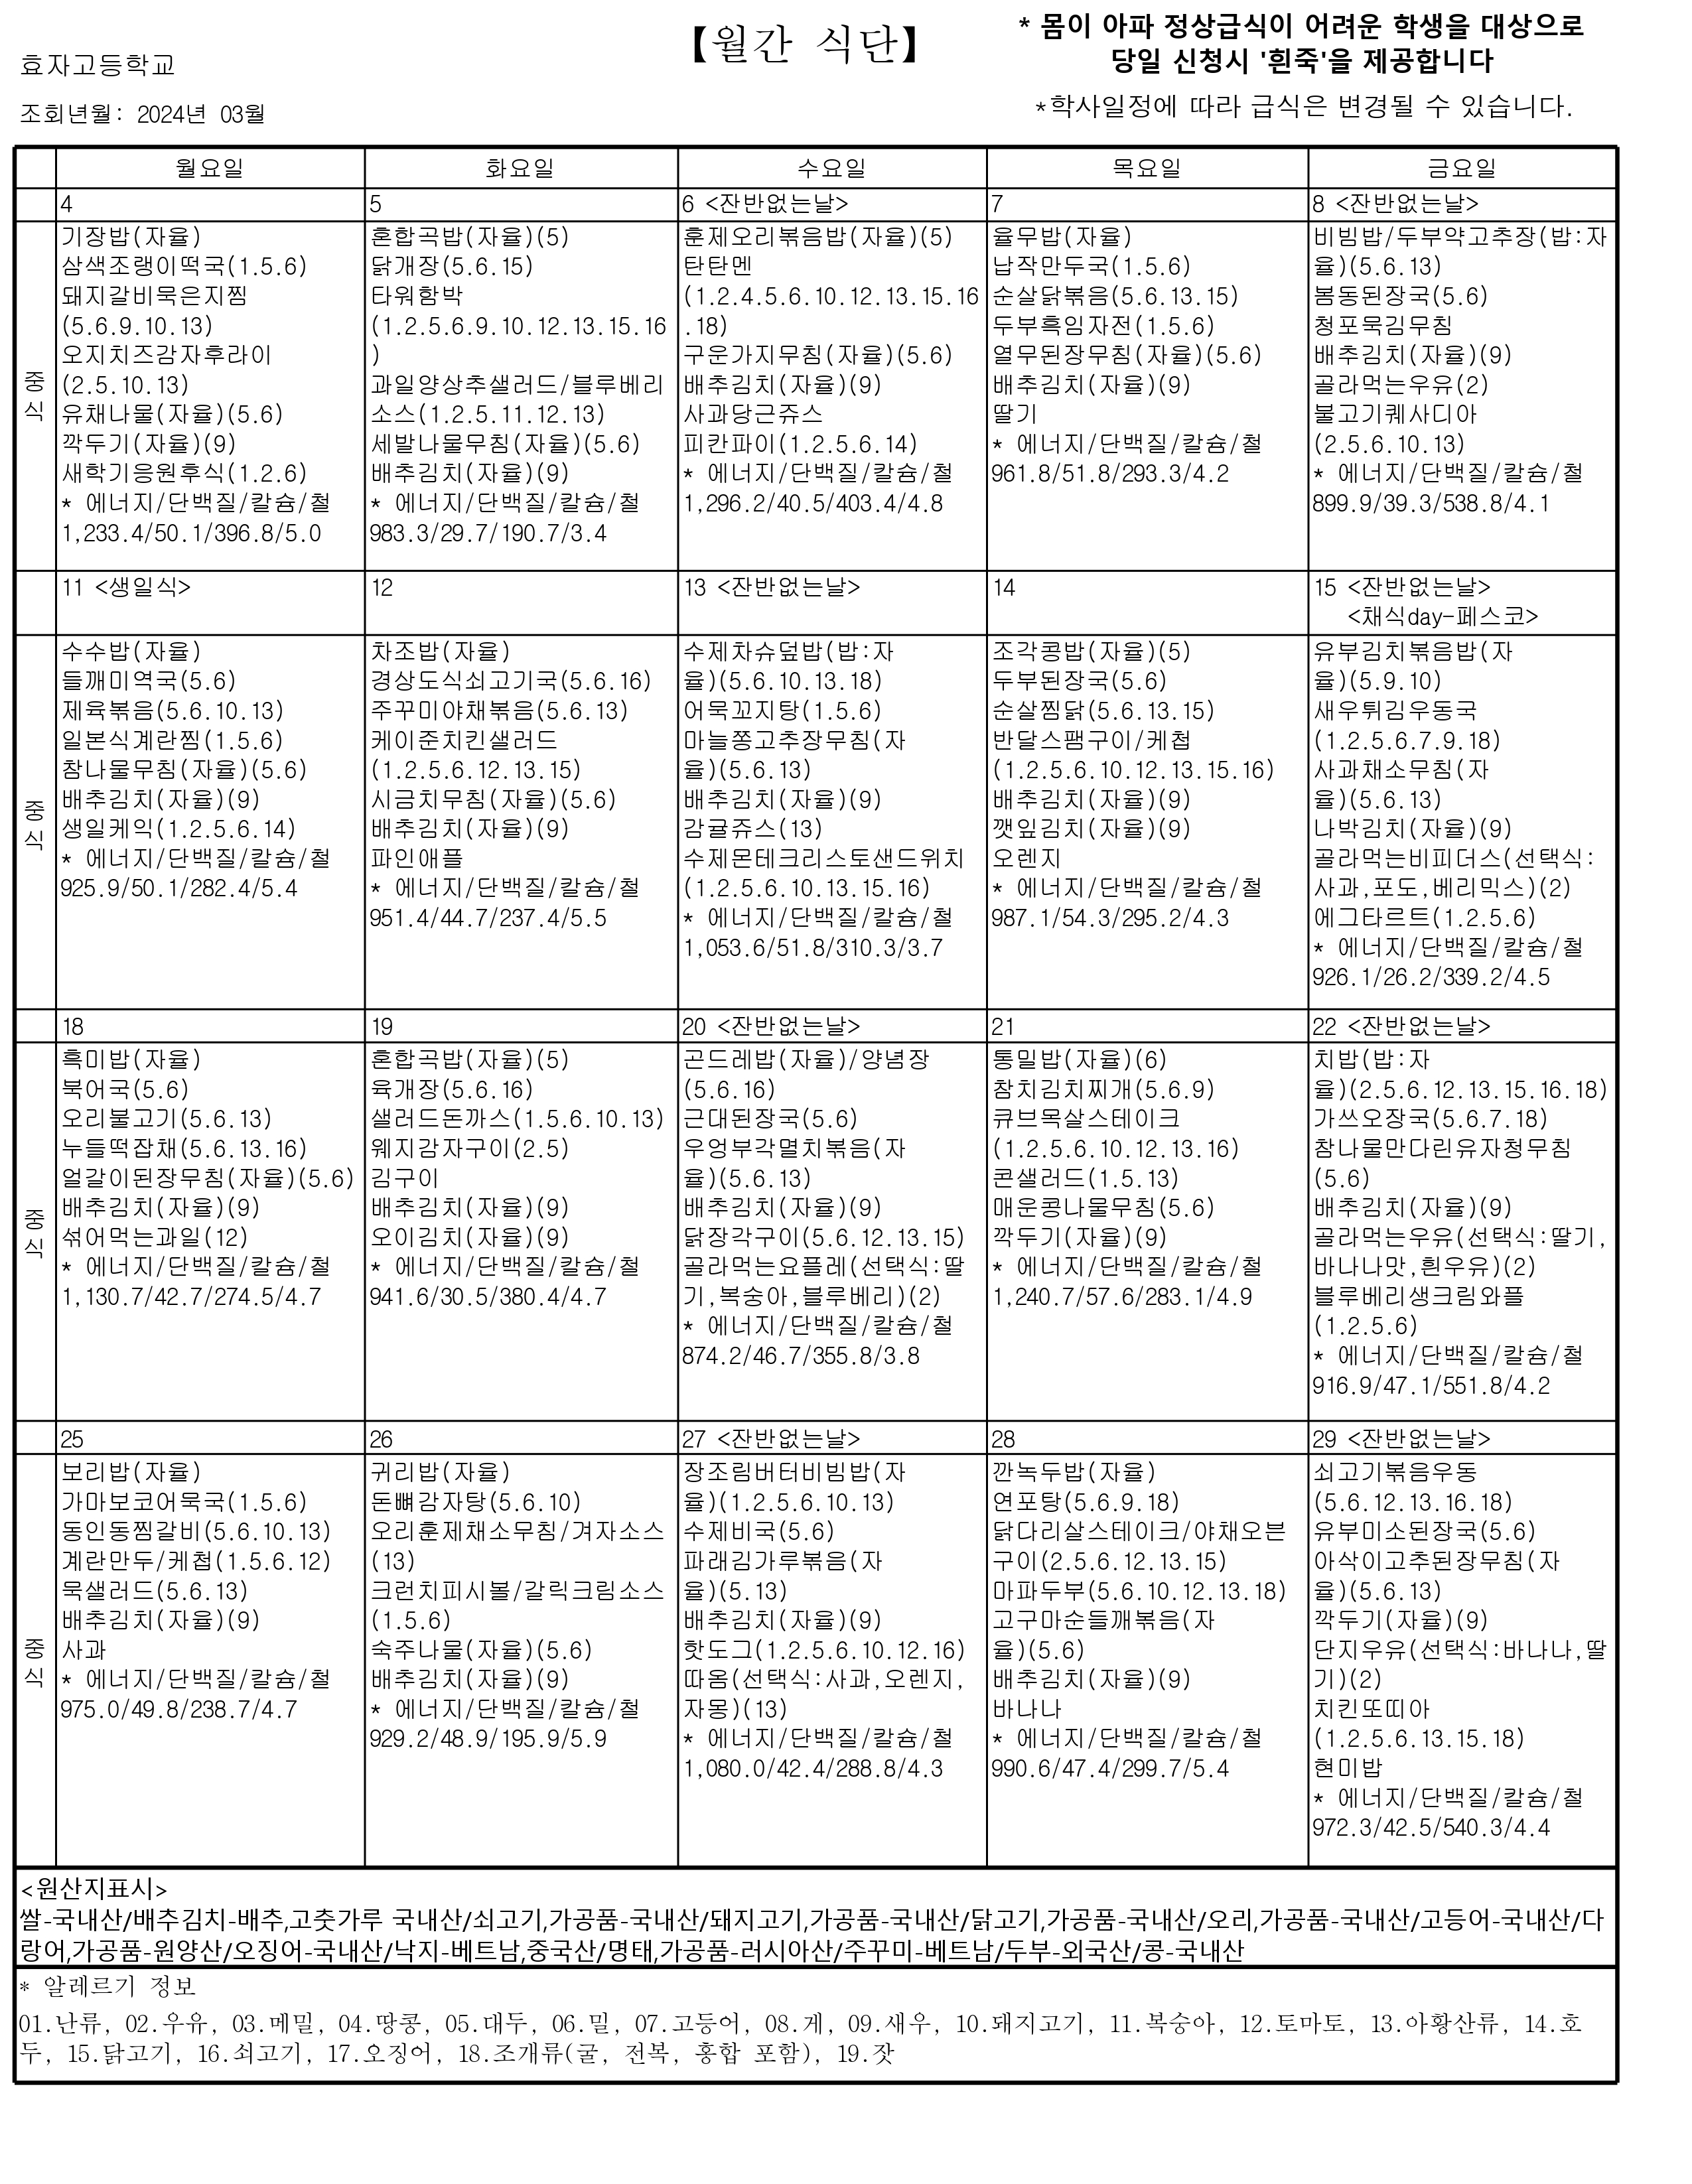 【월간 식단】
* 몸이 아파 정상급식이 어려운 학생을 대상으로
당일 신청시 '흰죽'을 제공합니다
효자고등학교
*학사일정에 따라 급식은 변경될 수 있습니다.
조회년월: 2024년 03월
월요일 화요일 수요일 목요일 금요일
4
5
6 <잔반없는날>
7
8 <잔반없는날>
중
식
기장밥(자율)
삼색조랭이떡국(1.5.6)
돼지갈비묵은지찜
(5.6.9.10.13)
오지치즈감자후라이
(2.5.10.13)
유채나물(자율)(5.6)
깍두기(자율)(9)
새학기응원후식(1.2.6)
* 에너지/단백질/칼슘/철
1,233.4/50.1/396.8/5.0
혼합곡밥(자율)(5)
닭개장(5.6.15)
타워함박
(1.2.5.6.9.10.12.13.15.16
)
과일양상추샐러드/블루베리
소스(1.2.5.11.12.13)
세발나물무침(자율)(5.6)
배추김치(자율)(9)
* 에너지/단백질/칼슘/철
983.3/29.7/190.7/3.4
훈제오리볶음밥(자율)(5)
탄탄멘
(1.2.4.5.6.10.12.13.15.16
.18)
구운가지무침(자율)(5.6)
배추김치(자율)(9)
사과당근쥬스
피칸파이(1.2.5.6.14)
* 에너지/단백질/칼슘/철
1,296.2/40.5/403.4/4.8
율무밥(자율)
납작만두국(1.5.6)
순살닭볶음(5.6.13.15)
두부흑임자전(1.5.6)
열무된장무침(자율)(5.6)
배추김치(자율)(9)
딸기
* 에너지/단백질/칼슘/철
961.8/51.8/293.3/4.2
비빔밥/두부약고추장(밥:자
율)(5.6.13)
봄동된장국(5.6)
청포묵김무침
배추김치(자율)(9)
골라먹는우유(2)
불고기퀘사디아
(2.5.6.10.13)
* 에너지/단백질/칼슘/철
899.9/39.3/538.8/4.1
11 <생일식>
12
13 <잔반없는날>
14
15 <잔반없는날>
<채식day-페스코>
중
식
수수밥(자율)
들깨미역국(5.6)
제육볶음(5.6.10.13)
일본식계란찜(1.5.6)
참나물무침(자율)(5.6)
배추김치(자율)(9)
생일케익(1.2.5.6.14)
* 에너지/단백질/칼슘/철
925.9/50.1/282.4/5.4
차조밥(자율)
경상도식쇠고기국(5.6.16)
주꾸미야채볶음(5.6.13)
케이준치킨샐러드
(1.2.5.6.12.13.15)
시금치무침(자율)(5.6)
배추김치(자율)(9)
파인애플
* 에너지/단백질/칼슘/철
951.4/44.7/237.4/5.5
수제차슈덮밥(밥:자
율)(5.6.10.13.18)
어묵꼬지탕(1.5.6)
마늘쫑고추장무침(자
율)(5.6.13)
배추김치(자율)(9)
감귤쥬스(13)
수제몬테크리스토샌드위치
(1.2.5.6.10.13.15.16)
* 에너지/단백질/칼슘/철
1,053.6/51.8/310.3/3.7
조각콩밥(자율)(5)
두부된장국(5.6)
순살찜닭(5.6.13.15)
반달스팸구이/케첩
(1.2.5.6.10.12.13.15.16)
배추김치(자율)(9)
깻잎김치(자율)(9)
오렌지
* 에너지/단백질/칼슘/철
987.1/54.3/295.2/4.3
유부김치볶음밥(자
율)(5.9.10)
새우튀김우동국
(1.2.5.6.7.9.18)
사과채소무침(자
율)(5.6.13)
나박김치(자율)(9)
골라먹는비피더스(선택식:
사과,포도,베리믹스)(2)
에그타르트(1.2.5.6)
* 에너지/단백질/칼슘/철
926.1/26.2/339.2/4.5
18
19
20 <잔반없는날>
21
22 <잔반없는날>
중
식
흑미밥(자율)
북어국(5.6)
오리불고기(5.6.13)
누들떡잡채(5.6.13.16)
얼갈이된장무침(자율)(5.6)
배추김치(자율)(9)
섞어먹는과일(12)
* 에너지/단백질/칼슘/철
1,130.7/42.7/274.5/4.7
혼합곡밥(자율)(5)
육개장(5.6.16)
샐러드돈까스(1.5.6.10.13)
웨지감자구이(2.5)
김구이
배추김치(자율)(9)
오이김치(자율)(9)
* 에너지/단백질/칼슘/철
941.6/30.5/380.4/4.7
곤드레밥(자율)/양념장
(5.6.16)
근대된장국(5.6)
우엉부각멸치볶음(자
율)(5.6.13)
배추김치(자율)(9)
닭장각구이(5.6.12.13.15)
골라먹는요플레(선택식:딸
기,복숭아,블루베리)(2)
* 에너지/단백질/칼슘/철
874.2/46.7/355.8/3.8
통밀밥(자율)(6)
참치김치찌개(5.6.9)
큐브목살스테이크
(1.2.5.6.10.12.13.16)
콘샐러드(1.5.13)
매운콩나물무침(5.6)
깍두기(자율)(9)
* 에너지/단백질/칼슘/철
1,240.7/57.6/283.1/4.9
치밥(밥:자
율)(2.5.6.12.13.15.16.18)
가쓰오장국(5.6.7.18)
참나물만다린유자청무침
(5.6)
배추김치(자율)(9)
골라먹는우유(선택식:딸기,
바나나맛,흰우유)(2)
블루베리생크림와플
(1.2.5.6)
* 에너지/단백질/칼슘/철
916.9/47.1/551.8/4.2
25
26
27 <잔반없는날>
28
29 <잔반없는날>
중
식
보리밥(자율)
가마보코어묵국(1.5.6)
동인동찜갈비(5.6.10.13)
계란만두/케첩(1.5.6.12)
묵샐러드(5.6.13)
배추김치(자율)(9)
사과
* 에너지/단백질/칼슘/철
975.0/49.8/238.7/4.7
귀리밥(자율)
돈뼈감자탕(5.6.10)
오리훈제채소무침/겨자소스
(13)
크런치피시볼/갈릭크림소스
(1.5.6)
숙주나물(자율)(5.6)
배추김치(자율)(9)
* 에너지/단백질/칼슘/철
929.2/48.9/195.9/5.9
장조림버터비빔밥(자
율)(1.2.5.6.10.13)
수제비국(5.6)
파래김가루볶음(자
율)(5.13)
배추김치(자율)(9)
핫도그(1.2.5.6.10.12.16)
따옴(선택식:사과,오렌지,
자몽)(13)
* 에너지/단백질/칼슘/철
1,080.0/42.4/288.8/4.3
깐녹두밥(자율)
연포탕(5.6.9.18)
닭다리살스테이크/야채오븐
구이(2.5.6.12.13.15)
마파두부(5.6.10.12.13.18)
고구마순들깨볶음(자
율)(5.6)
배추김치(자율)(9)
바나나
* 에너지/단백질/칼슘/철
990.6/47.4/299.7/5.4
쇠고기볶음우동
(5.6.12.13.16.18)
유부미소된장국(5.6)
아삭이고추된장무침(자
율)(5.6.13)
깍두기(자율)(9)
단지우유(선택식:바나나,딸
기)(2)
치킨또띠아
(1.2.5.6.13.15.18)
현미밥
* 에너지/단백질/칼슘/철
972.3/42.5/540.3/4.4
<원산지표시>
쌀-국내산/배추김치-배추,고춧가루 국내산/쇠고기,가공품-국내산/돼지고기,가공품-국내산/닭고기,가공품-국내산/오리,가공품-국내산/고등어-국내산/다
랑어,가공품-원양산/오징어-국내산/낙지-베트남,중국산/명태,가공품-러시아산/주꾸미-베트남/두부-외국산/콩-국내산
* 알레르기 정보
01.난류, 02.우유, 03.메밀, 04.땅콩, 05.대두, 06.밀, 07.고등어, 08.게, 09.새우, 10.돼지고기, 11.복숭아, 12.토마토, 13.아황산류, 14.호
두, 15.닭고기, 16.쇠고기, 17.오징어, 18.조개류(굴, 전복, 홍합 포함), 19.잣